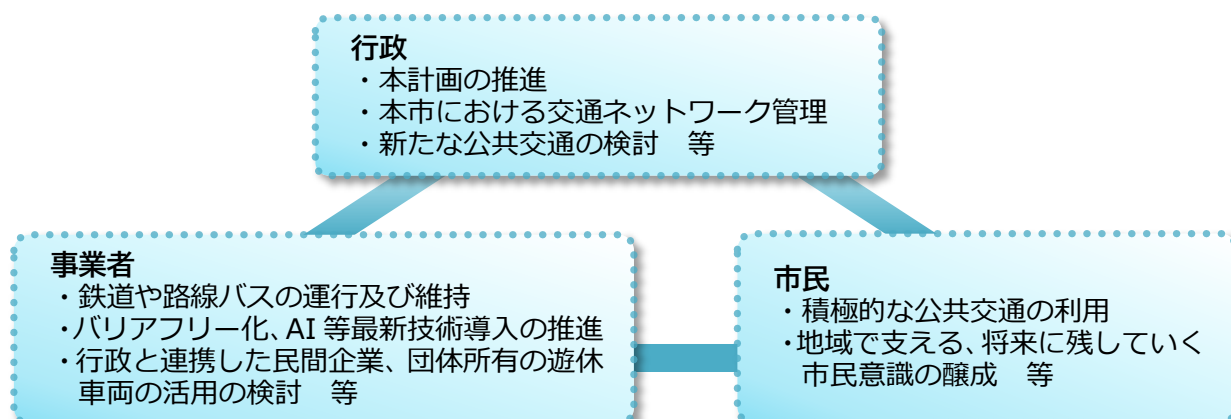 行政
・本計画の推進
・本市における交通ネットワーク管理
・新たな公共交通の検討　等
事業者
・鉄道や路線バスの運行及び維持
・バリアフリー化、AI 等最新技術導入の推進
・行政と連携した民間企業、団体所有の遊休
車両の活用の検討　等
市民
・積極的な公共交通の利用
・地域で支える、将来に残していく
市民意識の醸成　等